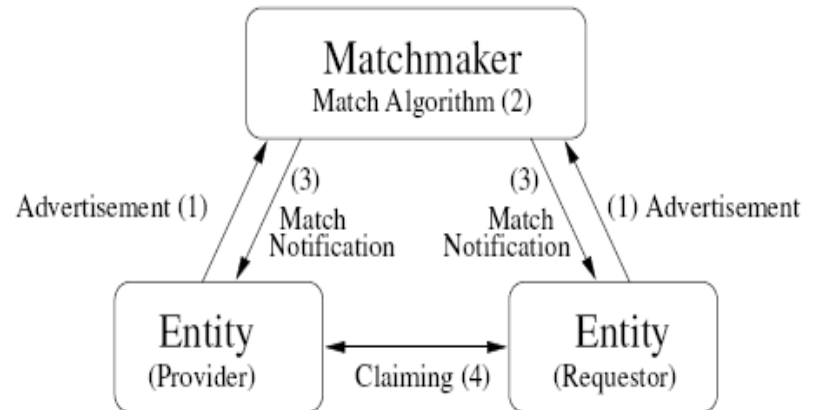 Matchmaker
Match Algorithm (2)
Advertisement (1)
(3)
Match
Notification
(3)
Match
Notification
(1) Advertisement
Entity
(Provider)
Claiming (4)
Entity
(Requestor)